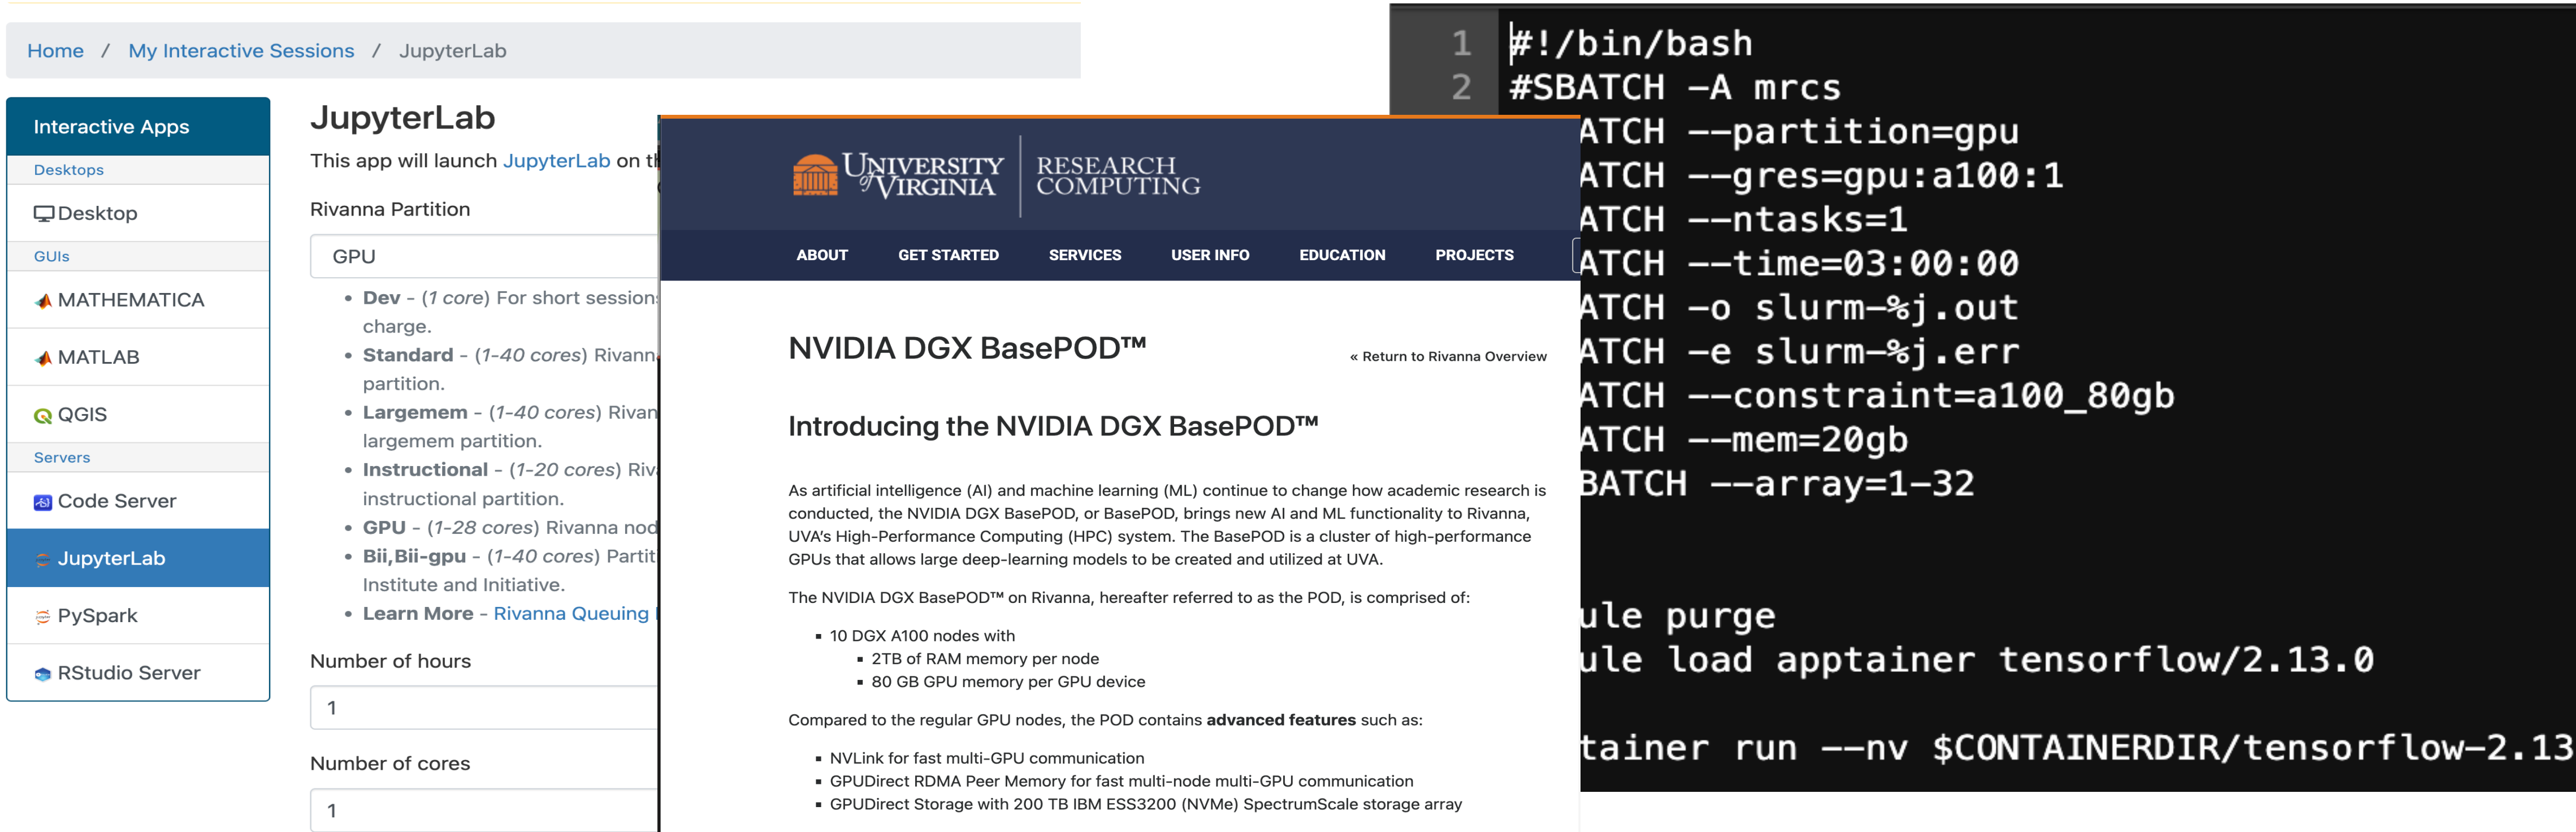 Home / My Interactive Sessions / JupyterLab
Interactive Apps
Desktops
Desktop
GUIs
MATHEMATICA
MATLAB
QGIS
Servers
Code Server
JupyterLab
PySpark
RStudio Server
JupyterLab
This app will launch JupyterLab on
Rivanna Partition
GPU
• Dev - (1 core) For short sessions
charge.
• Standard - (1-40 cores)
partition.
• Largemem - (1-40 cores)
largemem partition.
• Instructional - (1-20 cores)
instructional partition.
• GPU - (1-28 cores) Rivanna
• Bii,Bii-gpu - (1-40 cores)
Institute and Initiative.
• Learn More - Rivanna Queuing
Number of hours
1
Number of cores
1
UNIVERSITY of VIRGINIA
RESEARCH
COMPUTING
ABOUT GET STARTED SERVICES USER INFO EDUCATION PROJECTS
NVIDIA DGX BasePOD™
« Return to Rivanna Overview
Introducing the NVIDIA DGX BasePOD™
As artificial intelligence (AI) and machine learning (ML) continue to change how academic research is
conducted, the NVIDIA DGX BasePOD, or BasePOD, brings new AI and ML functionality to Rivanna,
UVA’s High-Performance Computing (HPC) system. The BasePOD is a cluster of high-performance
GPUs that allows large deep-learning models to be created and utilized at UVA.
The NVIDIA DGX BasePOD™ on Rivanna, hereafter referred to as the POD, is comprised of:
▪ 10 DGX A100 nodes with
▪ 2TB of RAM memory per node
▪ 80 GB GPU memory per GPU device
Compared to the regular GPU nodes, the POD contains advanced features such as:
▪ NVLink for fast multi-GPU communication
▪ GPUDirect RDMA Peer Memory for fast multi-node multi-GPU communication
▪ GPUDirect Storage with 200 TB IBM ESS3200 (NVMe) SpectrumScale storage array
1 #!/bin/bash
2 #SBATCH -A mrcs
ATCH --partition=gpu
ATCH --gres=gpu:a100:1
ATCH --ntasks=1
ATCH --time=03:00:00
ATCH -o slurm-%j.out
ATCH -e slurm-%j.err
ATCH --constraint=a100_80gb
ATCH --mem=20gb
BATCH --array=1-32
ule purge
ule load apptainer tensorflow/2.13.0
tainer run --nv $CONTAINERDIR/tensorflow-2.13